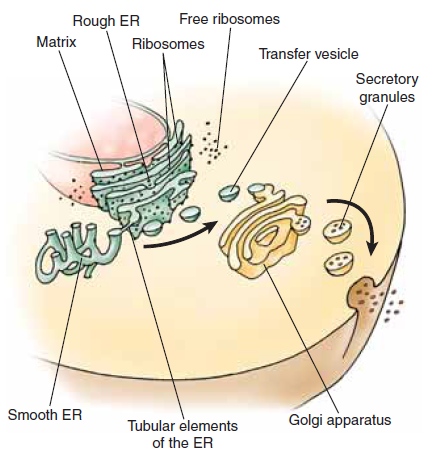 Rough ER
Free ribosomes
Matrix
Ribosomes
Transfer vesicle
Secretory
granules
Smooth ER
Tubular elements
of the ER
Golgi apparatus